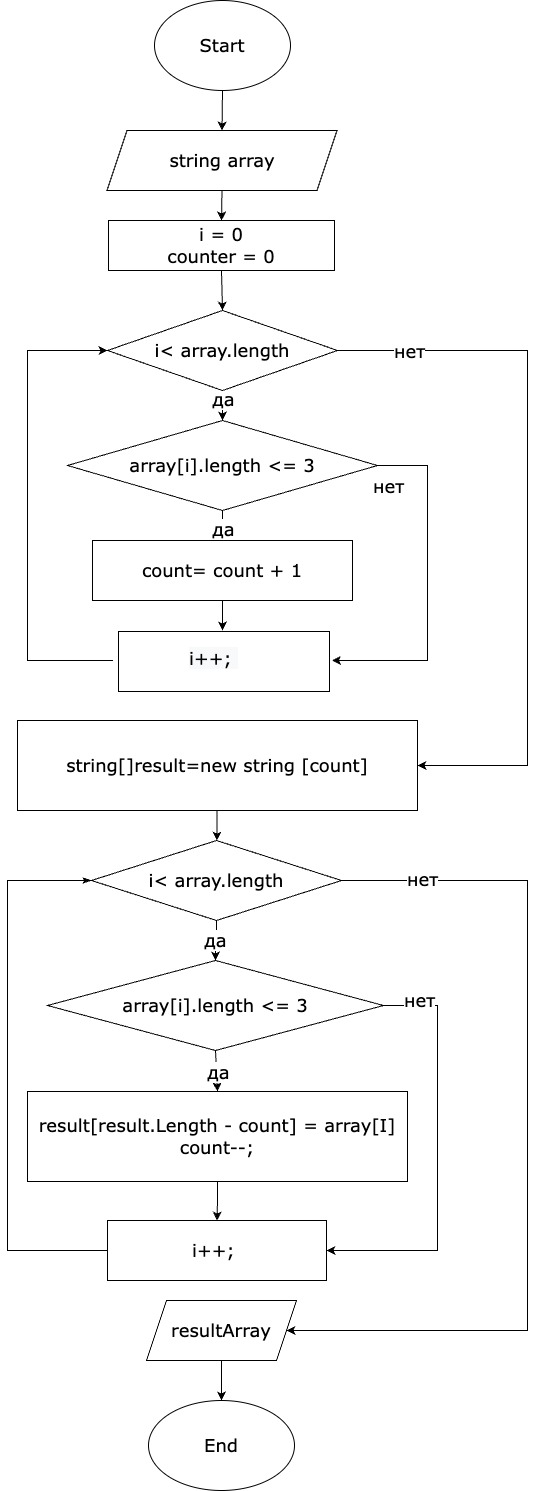 Start
string array
i = 0
counter = 0
i< array.length
нет
да
array[i].length <= 3
нет
да
count= count + 1
i++;
string[]result=new string [count]
i< array.length
нет
да
array[i].length <= 3
нет
да
result[result.Length - count] = array[I]
count--;
i++;
resultArray
End